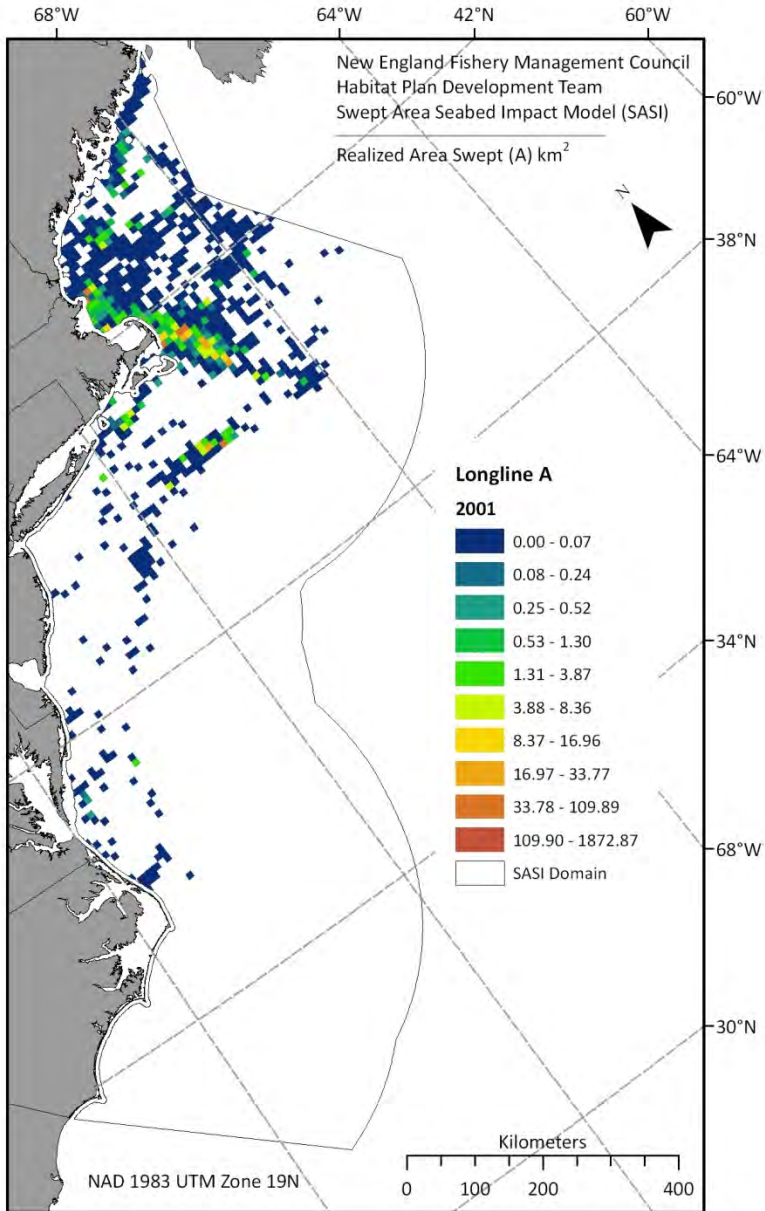 68°W 64°W 42°N 60°W
New England Fishery Management Council
Habitat Plan Development Team
Swept Area Seabed Impact Model (SASI)
Realized Area Swept (A) km²
60°W
N
38°N
64°W
Longline A
2001
0.00 - 0.07
0.08 - 0.24
0.25 - 0.52
0.53 - 1.30
1.31 - 3.87
3.88 - 8.36
8.37 - 16.96
16.97 - 33.77
33.78 - 109.89
109.90 - 1872.87
SASI Domain
34°N
68°W
30°N
Kilometers
0 100 200 300 400
NAD 1983 UTM Zone 19N